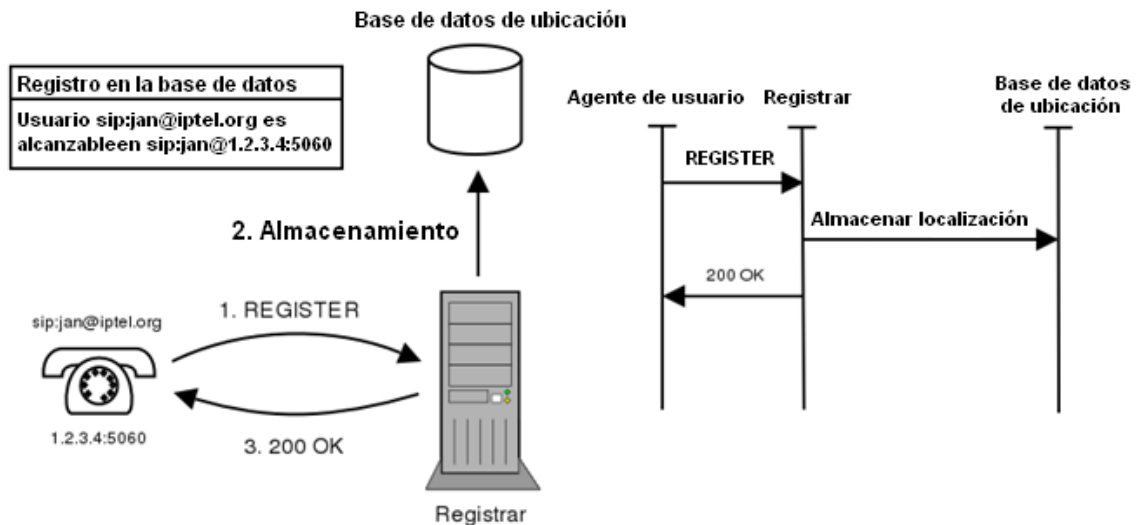 Base de datos de ubicación
Registro en la base de datos
Usuario sip:jan@iptel.org es
alcanzableen sip:jan@1.2.3.4:5060
2. Almacenamiento
1. REGISTER
sip:jan@iptel.org
1.2.3.4:5060
3. 200 OK
Registrar
Agente de usuario
Registrar
Base de datos
de ubicación
REGISTER
Almacenar localización
200 OK